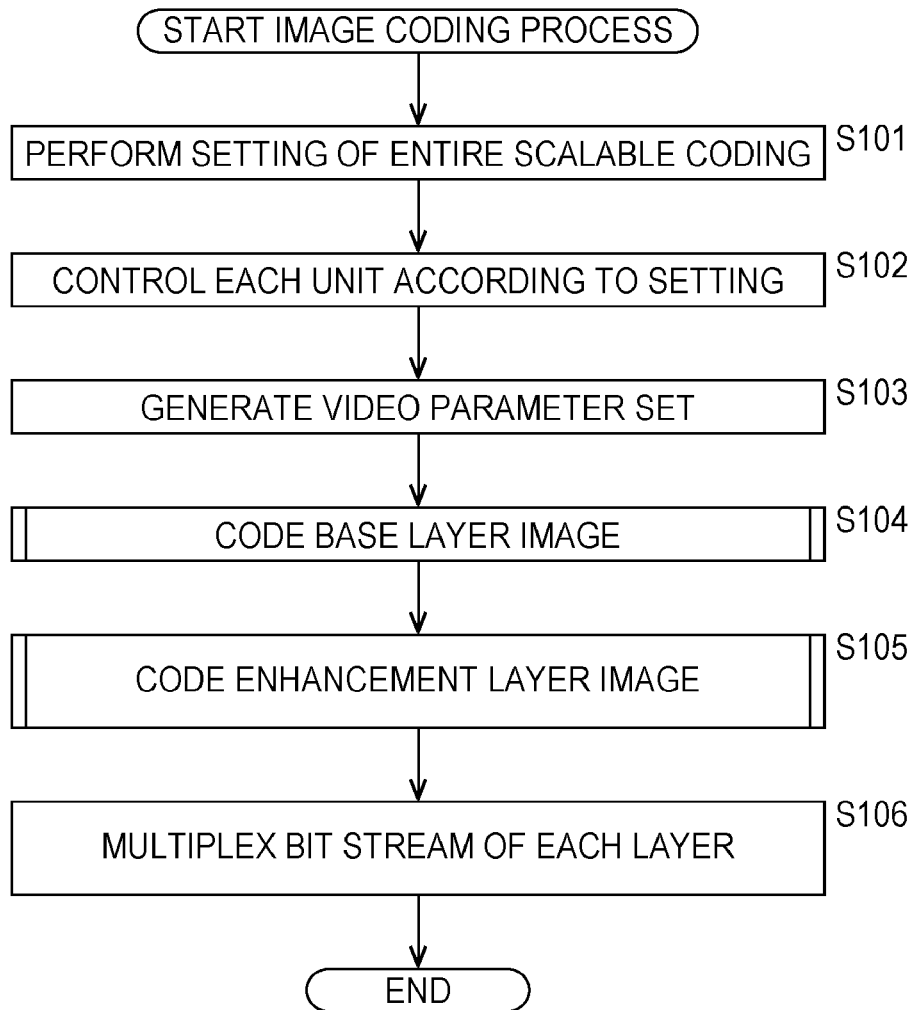 START IMAGE CODING PROCESS
PERFORM SETTING OF ENTIRE SCALABLE CODING
S101
CONTROL EACH UNIT ACCORDING TO SETTING
S102
GENERATE VIDEO PARAMETER SET
S103
CODE BASE LAYER IMAGE
S104
CODE ENHANCEMENT LAYER IMAGE
S105
MULTIPLEX BIT STREAM OF EACH LAYER
S106
END